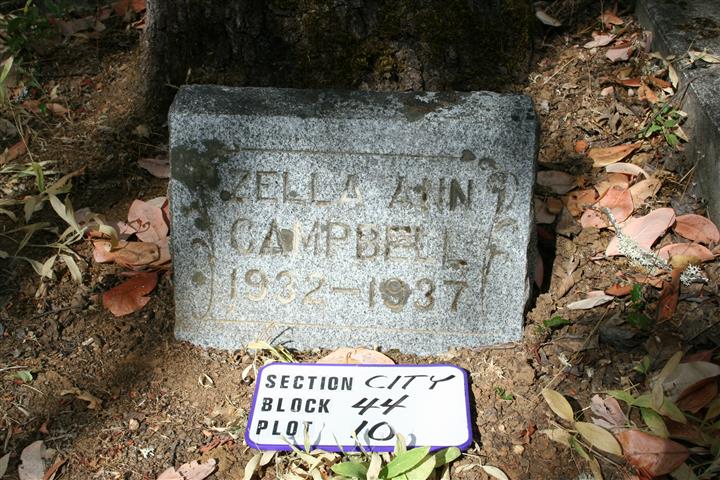 ZELLA ANN
CAMPBELL
1932-1937
SECTION CITY
BLOCK 44
PLOT 10